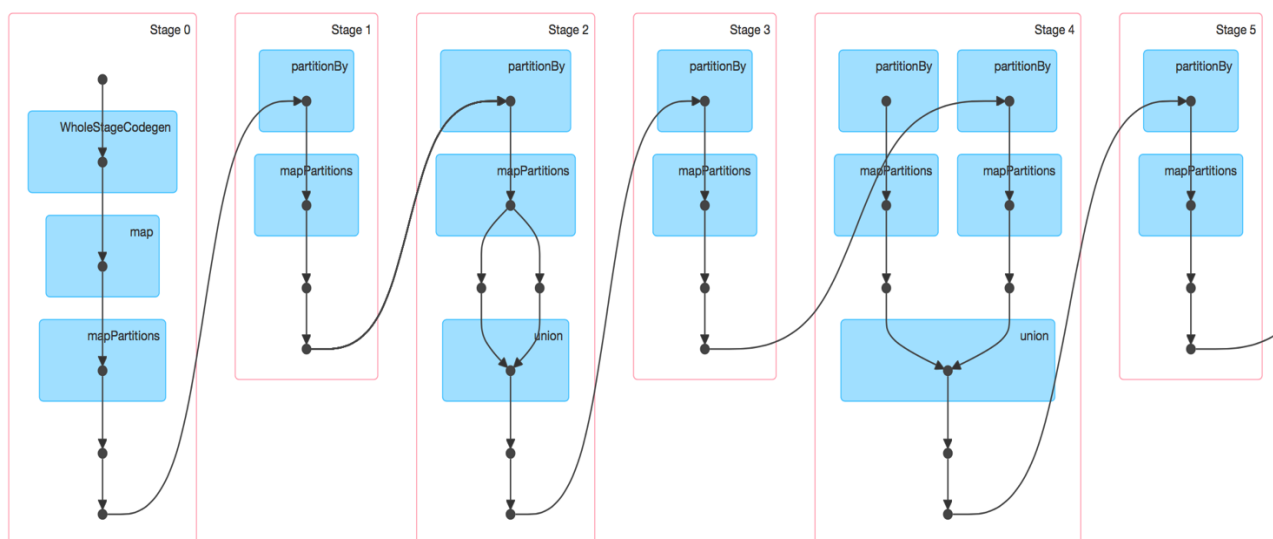 Stage 0
WholeStageCodegen
map
mapPartitions
Stage 1
partitionBy
mapPartitions
Stage 2
partitionBy
mapPartitions
union
Stage 3
partitionBy
mapPartitions
Stage 4
partitionBy
partitionBy
mapPartitions
mapPartitions
union
Stage 5
partitionBy
mapPartitions